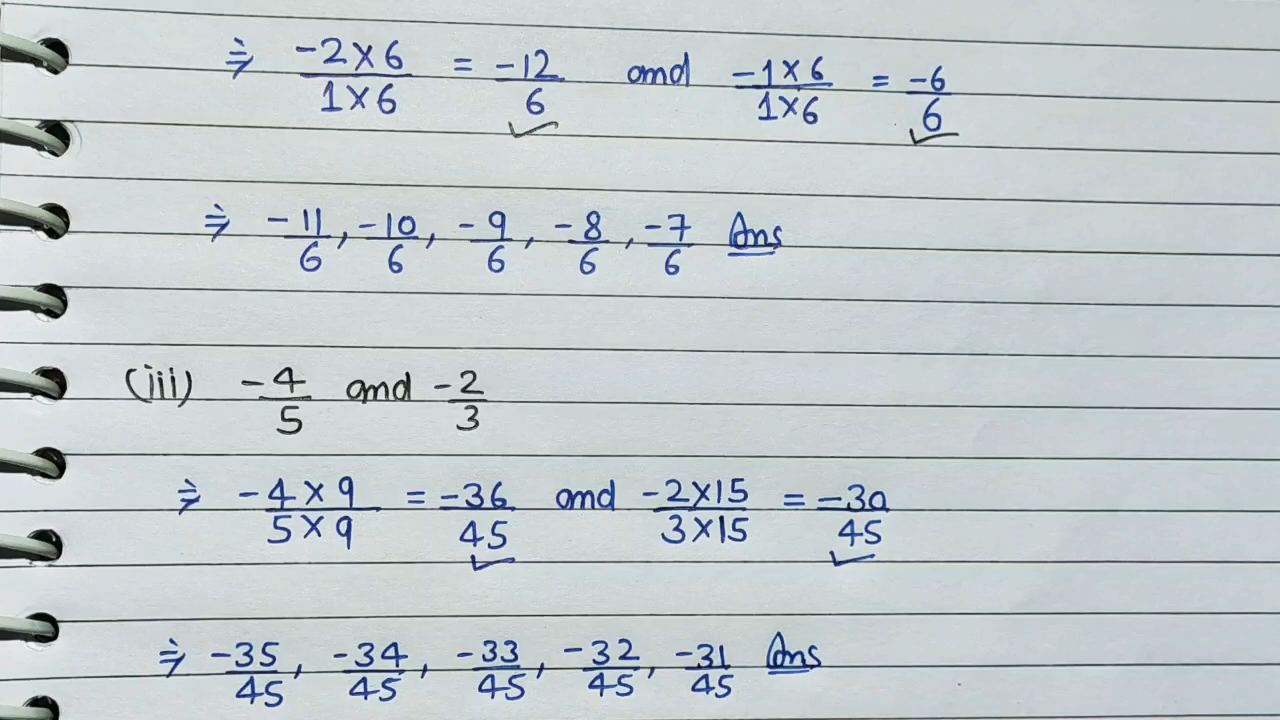 ⇒ -2×6/1×6 = -12/6 and -1×6/1×6 = -6/6
⇒ -11/6, -10/6, -9/6, -8/6, -7/6 Ans
(iii) -4/5 and -2/3
⇒ -4×9/5×9 = -36/45 and -2×15/3×15 = -30/45
⇒ -35/45, -34/45, -33/45, -32/45, -31/45 Ans